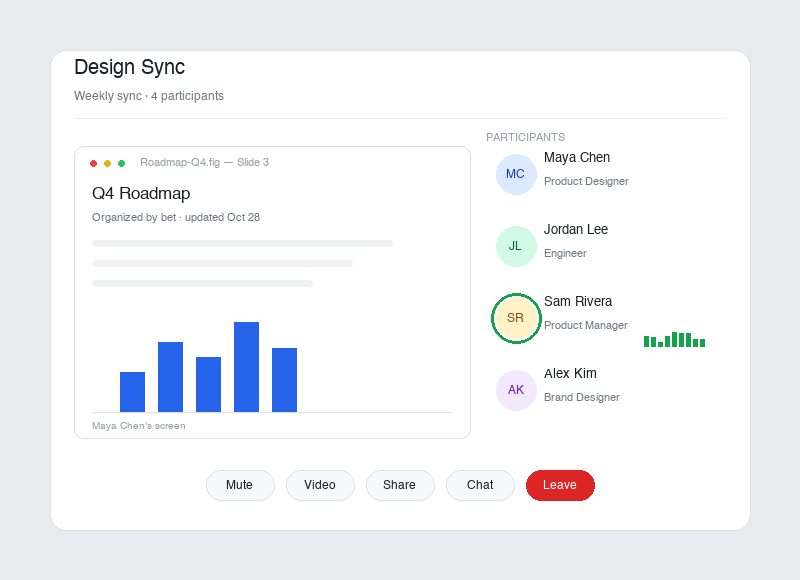 Design Sync
Weekly sync · 4 participants
Roadmap-Q4.fig — Slide 3
Q4 Roadmap
Organized by bet · updated Oct 28
Maya Chen's screen
PARTICIPANTS
MC
Maya Chen
Product Designer
JL
Jordan Lee
Engineer
SR
Sam Rivera
Product Manager
AK
Alex Kim
Brand Designer
Mute
Video
Share
Chat
Leave